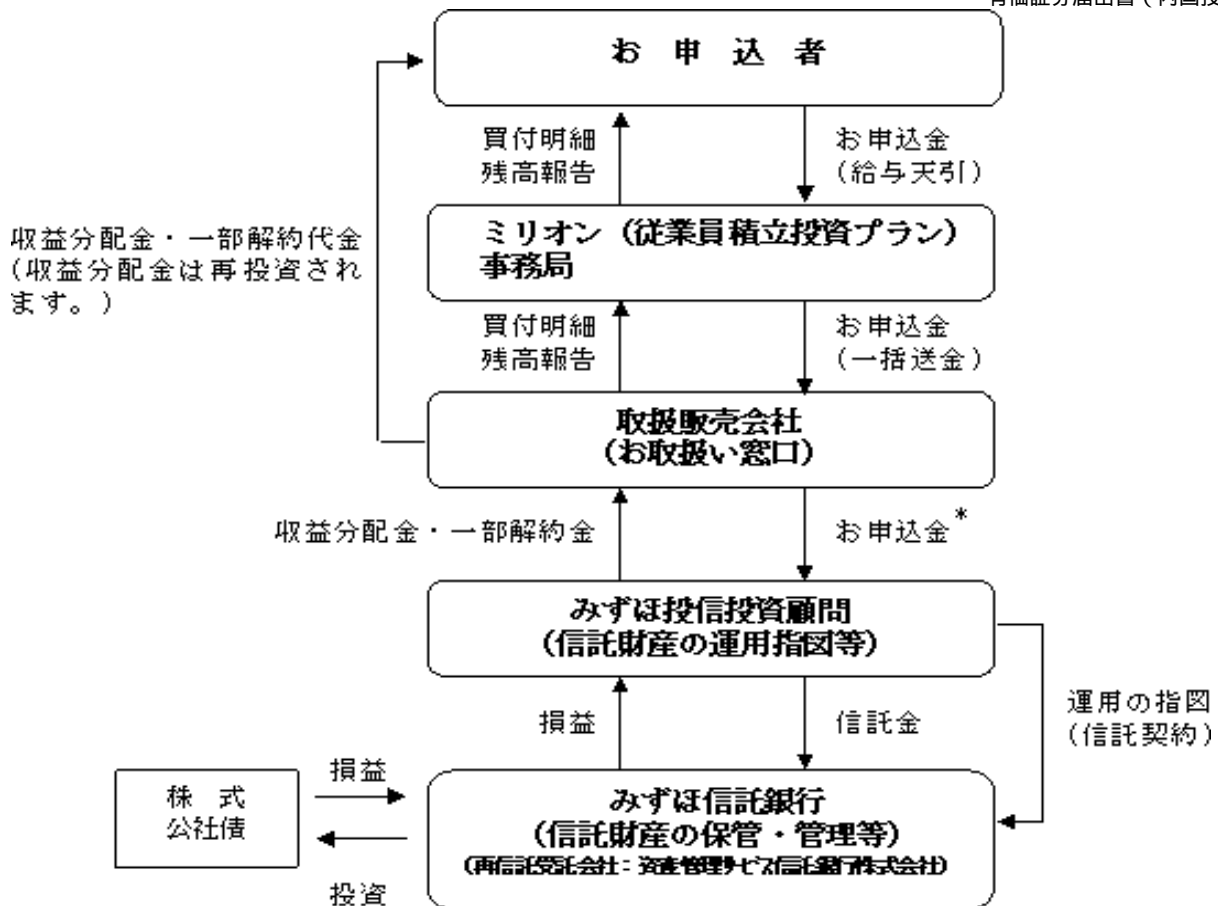 お 申 込 者
買付明細
残高報告
お申込金
(給与天引)
収益分配金・一部解約代金
(収益分配金は再投資され
ます。)
ミリオン（従業員積立投資プラン）
事務局
買付明細
残高報告
お申込金
(一括送金)
取扱販売会社
(お取扱い窓口)
収益分配金・一部解約金
お申込金*
みずほ投信投資顧問
(信託財産の運用指図等)
損益
信託金
運用の指図
(信託契約)
損益
株 式
公社債
投資
みずほ信託銀行
(信託財産の保管・管理等)
(再信託受託会社：資産管理サービス信託銀行株式会社)